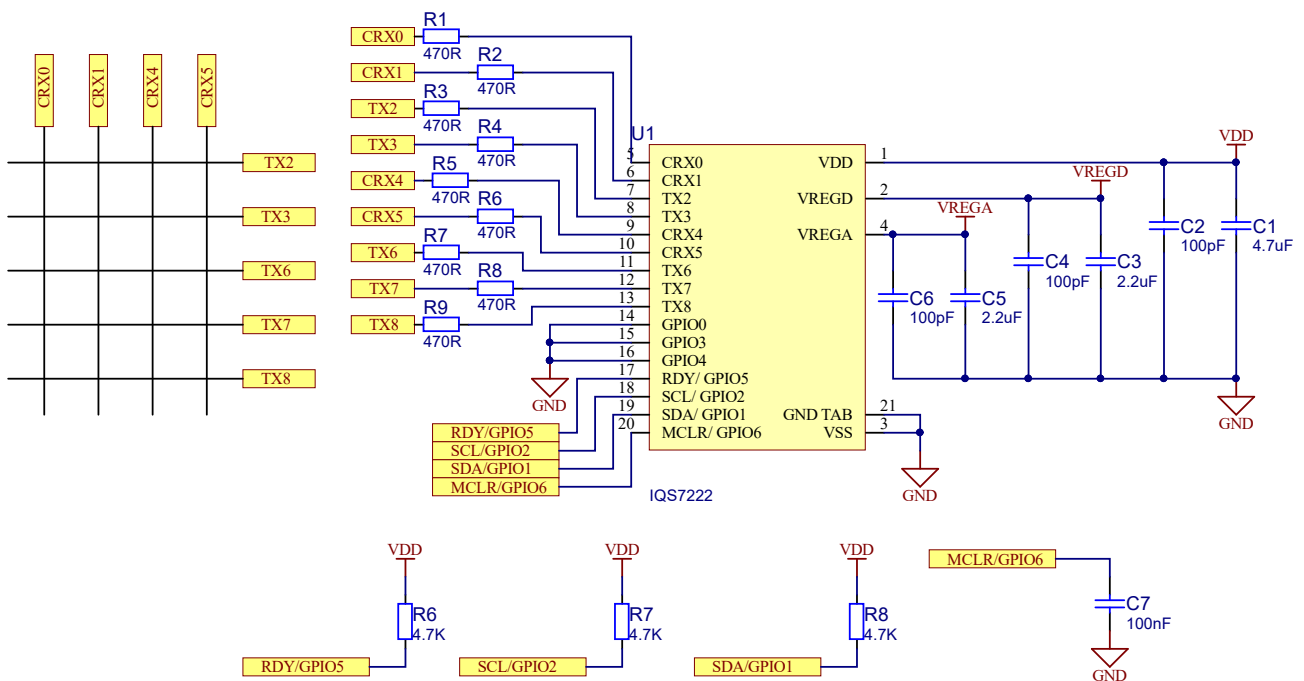 CRX0
CRX1
CRX4
CRX5
TX2
TX3
TX6
TX7
TX8
CRX0
R1
470R
CRX1
R2
470R
TX2
R3
470R
TX3
R4
470R
CRX4
R5
470R
CRX5
R6
470R
TX6
R7
470R
TX7
R8
470R
TX8
R9
470R
U1
5 CRX0
6 CRX1
7 TX2
8 TX3
9 CRX4
10 CRX5
11 TX6
12 TX7
13 TX8
14 GPIO0
15 GPIO3
16 GPIO4
17 RDY/ GPIO5
18 SCL/ GPIO2
19 SDA/ GPIO1
20 MCLR/ GPIO6
VDD 1
VREGD 2
VREGA 4
GND TAB 21
VSS 3
IQS7222
GND
RDY/GPIO5
SCL/GPIO2
SDA/GPIO1
MCLR/GPIO6
VDD
VREGD
VREGA
C2
100pF
C1
4.7uF
C4
100pF
C3
2.2uF
C6
100pF
C5
2.2uF
GND
GND
VDD
R6
4.7K
RDY/GPIO5
VDD
R7
4.7K
SCL/GPIO2
VDD
R8
4.7K
SDA/GPIO1
MCLR/GPIO6
C7
100nF
GND